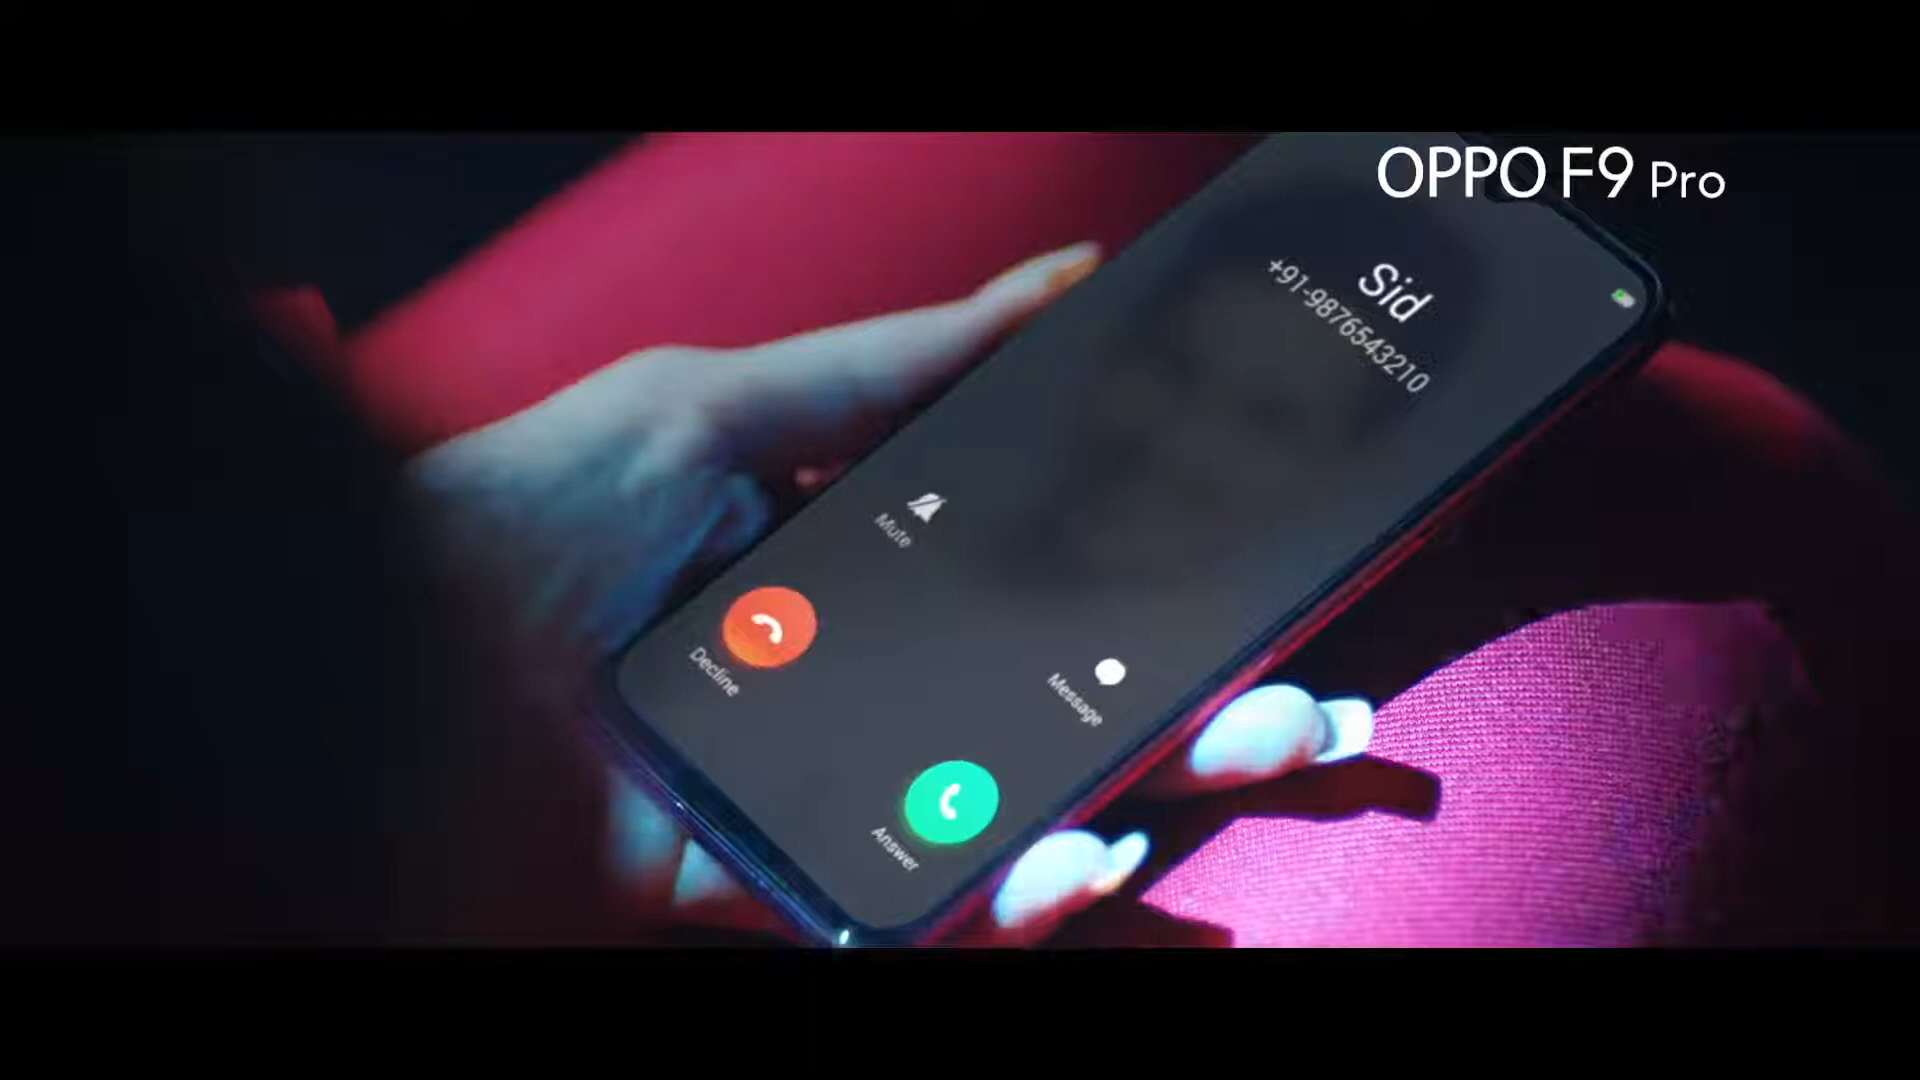 OPPO F9 Pro
Sid
+91-9876543210
Mute
Message
Decline
Answer